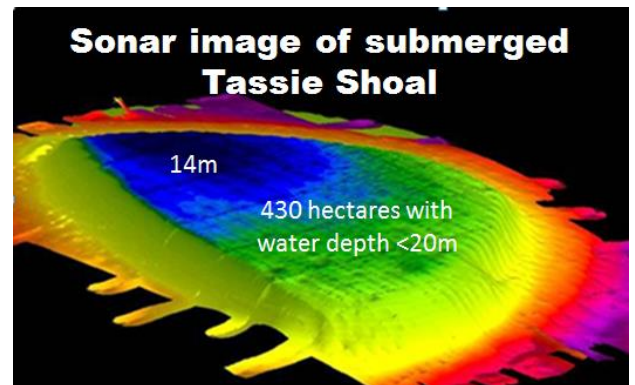 Sonar image of submerged
Tassie Shoal
14m
430 hectares with
water depth <20m